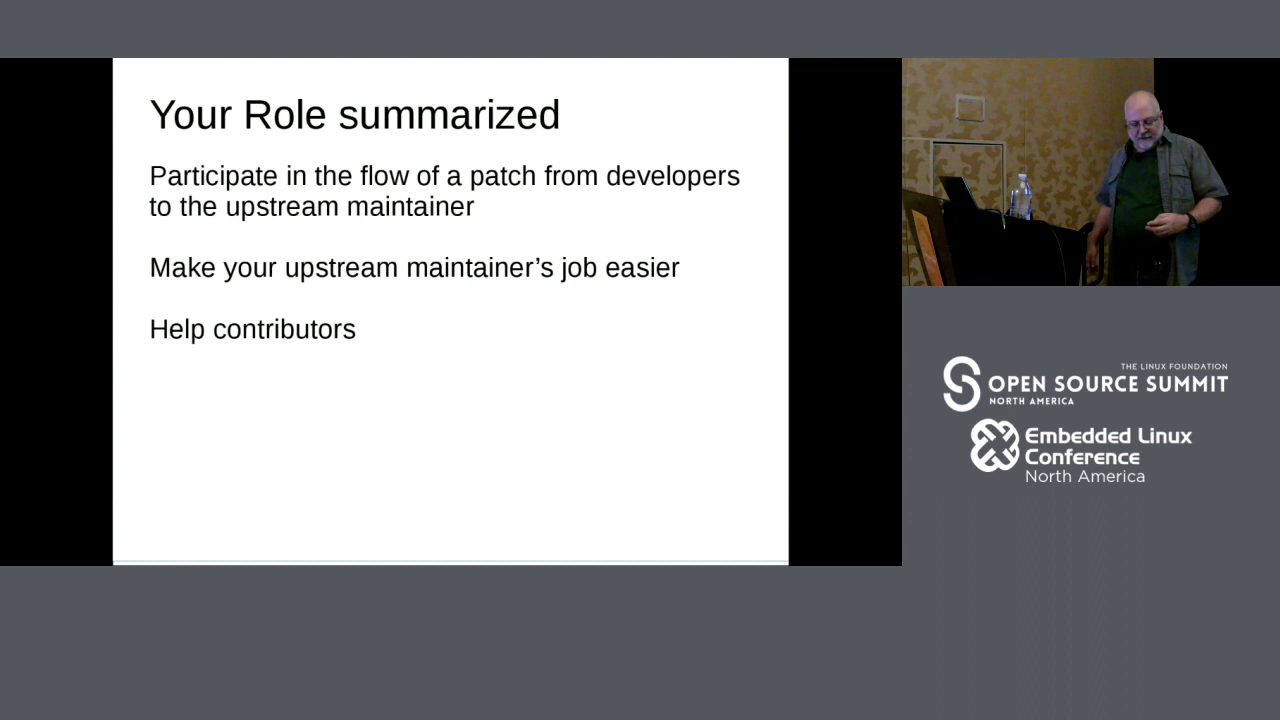 Your Role summarized
Participate in the flow of a patch from developers
to the upstream maintainer
Make your upstream maintainer’s job easier
Help contributors
THE LINUX FOUNDATION
OPEN SOURCE SUMMIT
NORTH AMERICA
Embedded Linux
Conference
North America